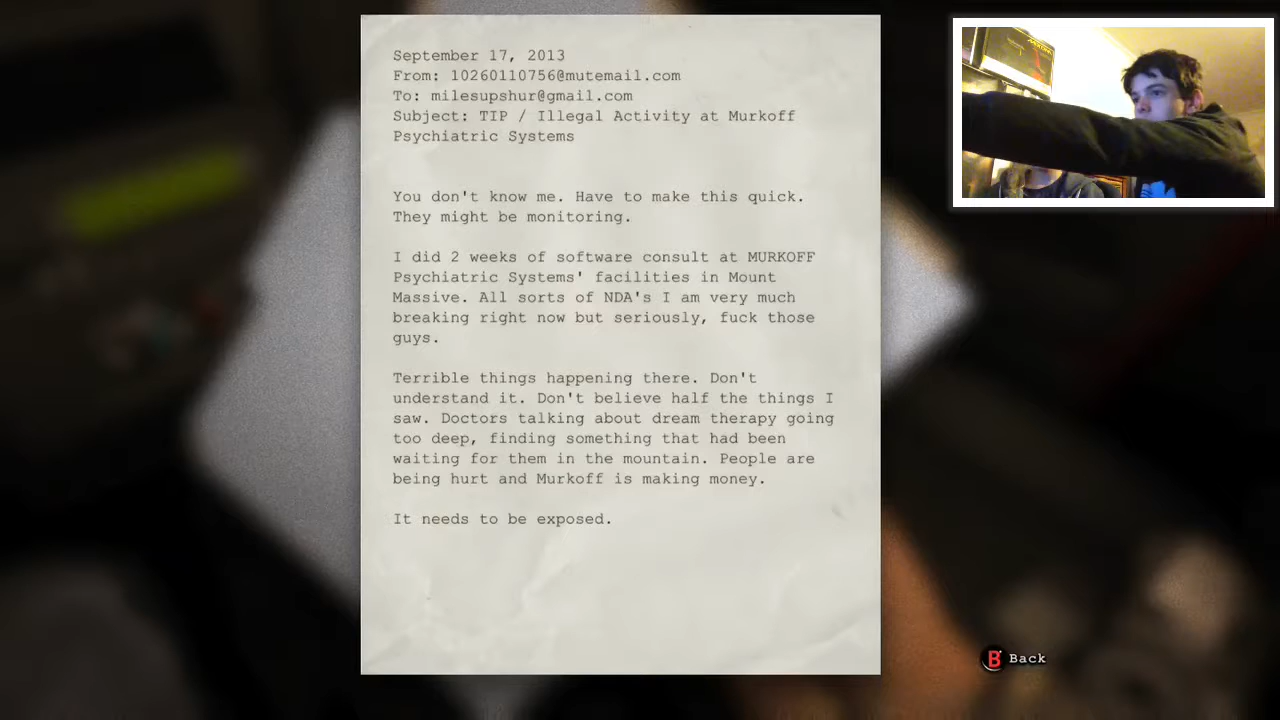 September 17, 2013
From: 10260110756@mutemail.com
To: milesupshur@gmail.com
Subject: TIP / Illegal Activity at Murkoff
Psychiatric Systems
You don't know me. Have to make this quick.
They might be monitoring.
I did 2 weeks of software consult at MURKOFF
Psychiatric Systems' facilities in Mount
Massive. All sorts of NDA's I am very much
breaking right now but seriously, fuck those
guys.
Terrible things happening there. Don't
understand it. Don't believe half the things I
saw. Doctors talking about dream therapy going
too deep, finding something that had been
waiting for them in the mountain. People are
being hurt and Murkoff is making money.
It needs to be exposed.
B Back